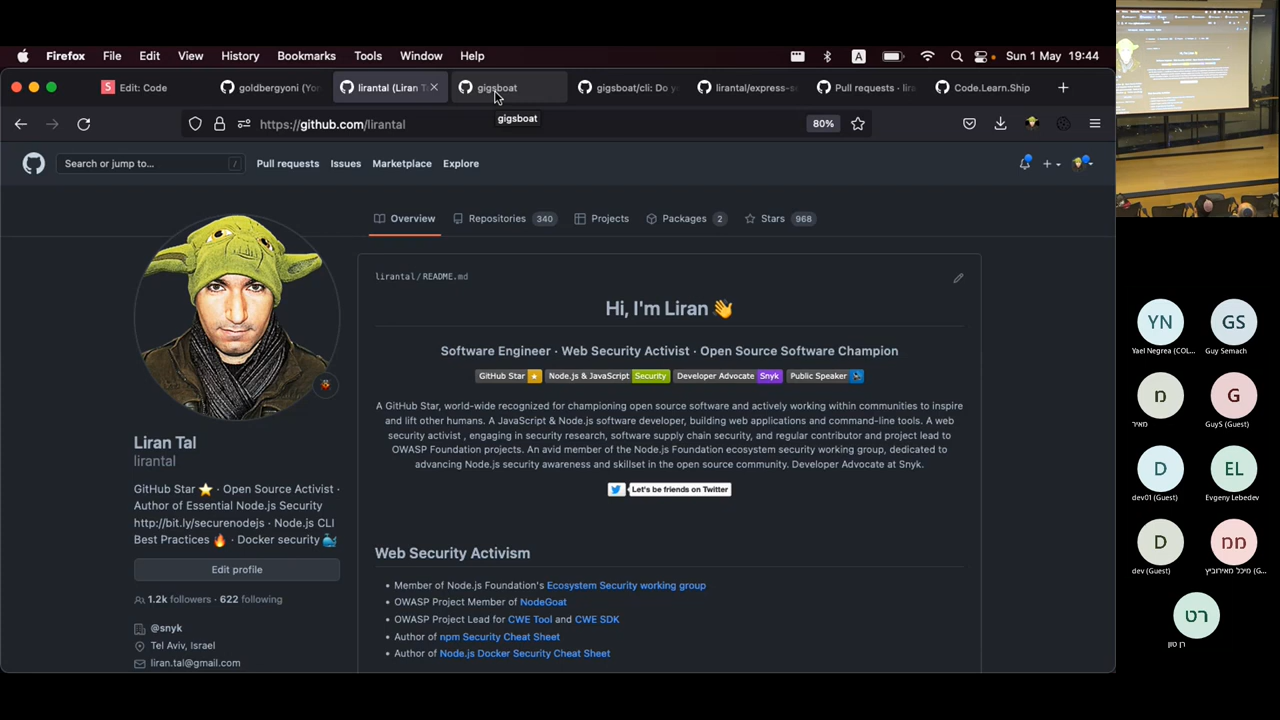 Firefox File Edit View History Bookmarks Tools Help
A Sun 1 May 19:44
Edit: Code
goldbergyoni
lirantal (Liran
gigsboat/cli: Do
lirantal/express-
Pull requests · lira
Code.Learn.Ship
gigsboat
https://github.com/lirantal
80%
Search or jump to... /
Pull requests Issues Marketplace Explore
Overview Repositories 340 Projects Packages 2 Stars 968
lirantal/README.md
Hi, I'm Liran 👋
Software Engineer · Web Security Activist · Open Source Software Champion
GitHub Star ★ Node.js & JavaScript Security Developer Advocate Snyk Public Speaker
A GitHub Star, world-wide recognized for championing open source software and actively working within communities to inspire
and lift other humans. A JavaScript & Node.js software developer, building web applications and command-line tools. A web
security activist , engaging in security research, software supply chain security, and regular contributor and project lead to
OWASP Foundation projects. An avid member of the Node.js Foundation ecosystem security working group, dedicated to
advancing Node.js security awareness and skillset in the open source community. Developer Advocate at Snyk.
Let's be friends on Twitter
Web Security Activism
• Member of Node.js Foundation's Ecosystem Security working group
• OWASP Project Member of NodeGoat
• OWASP Project Lead for CWE Tool and CWE SDK
• Author of npm Security Cheat Sheet
• Author of Node.js Docker Security Cheat Sheet
Liran Tal
lirantal
GitHub Star ⭐ · Open Source Activist ·
Author of Essential Node.js Security
http://bit.ly/securenodejs · Node.js CLI
Best Practices 🔥 · Docker security 🐳
Edit profile
1.2k followers · 622 following
@snyk
Tel Aviv, Israel
liran.tal@gmail.com
YN
Yael Negrea (COL...
GS
Guy Semach
מ
מאיר
G
GuyS (Guest)
D
dev01 (Guest)
EL
Evgeny Lebedev
D
dev (Guest)
ממ
מיכל מאירוביץ (G...
רט
רן טון